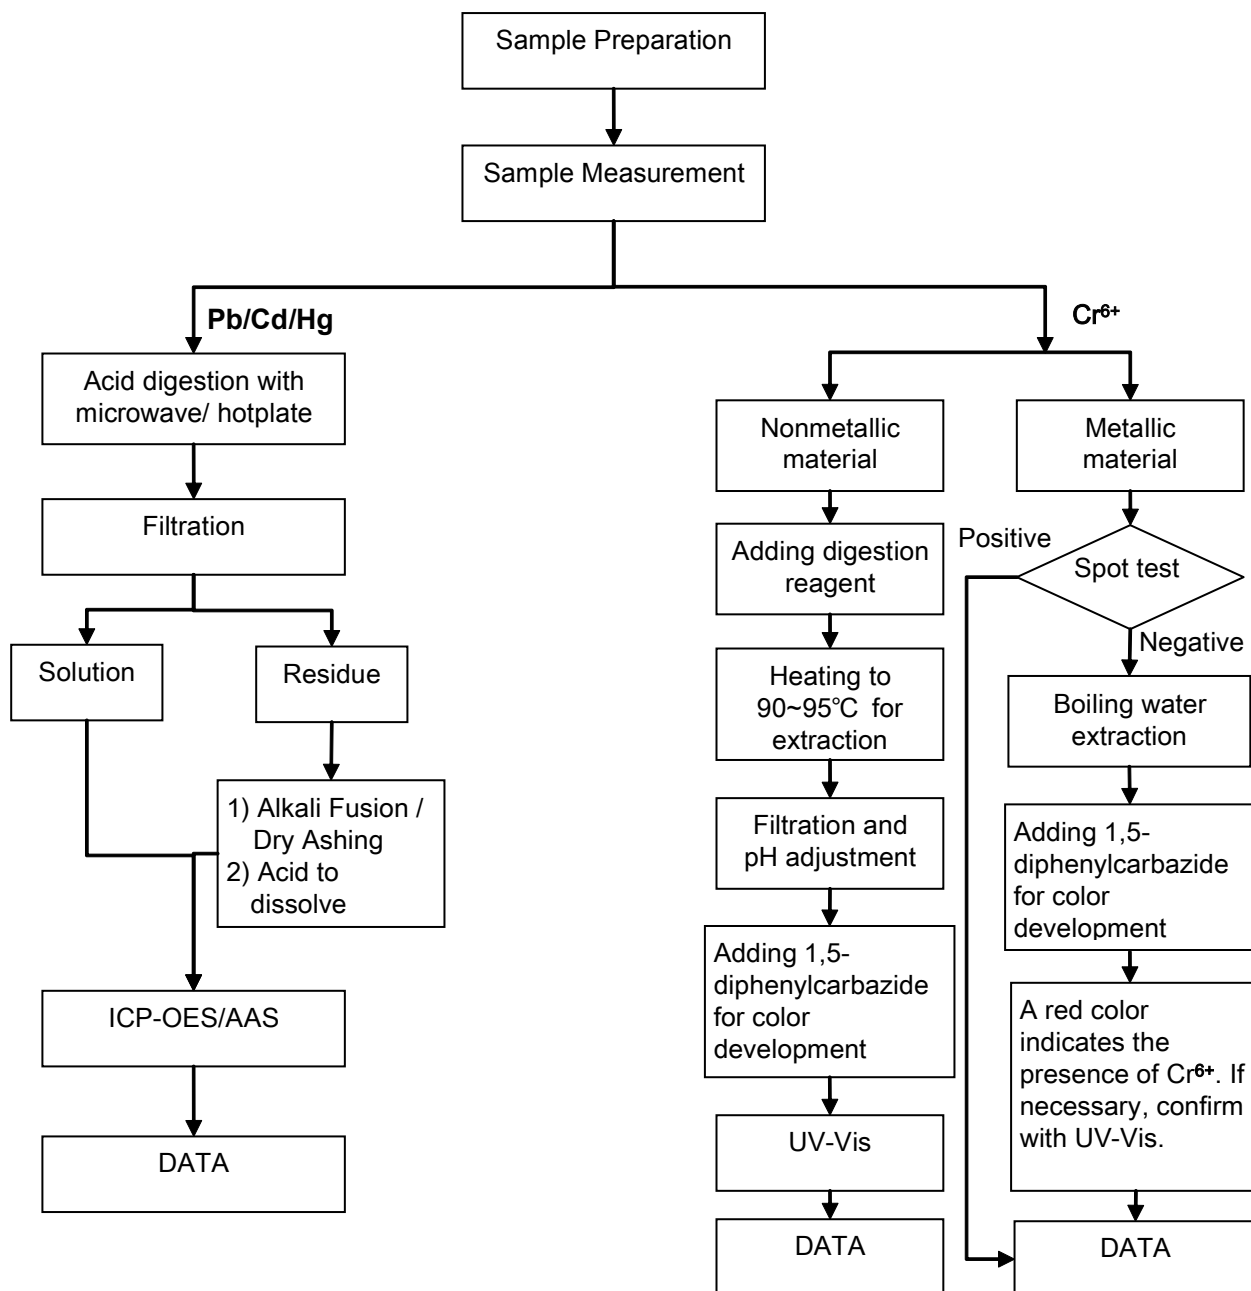 Sample Preparation
Sample Measurement
Pb/Cd/Hg
Acid digestion with
microwave/ hotplate
Filtration
Solution
Residue
1) Alkali Fusion /
Dry Ashing
2) Acid to
dissolve
ICP-OES/AAS
DATA
Cr⁶⁺
Nonmetallic
material
Adding digestion
reagent
Heating to
90~95℃ for
extraction
Filtration and
pH adjustment
Adding 1,5-
diphenylcarbazide
for color
development
UV-Vis
DATA
Metallic
material
Spot test
Positive
Negative
Boiling water
extraction
Adding 1,5-
diphenylcarbazide
for color
development
A red color
indicates the
presence of Cr⁶⁺. If
necessary, confirm
with UV-Vis.
DATA